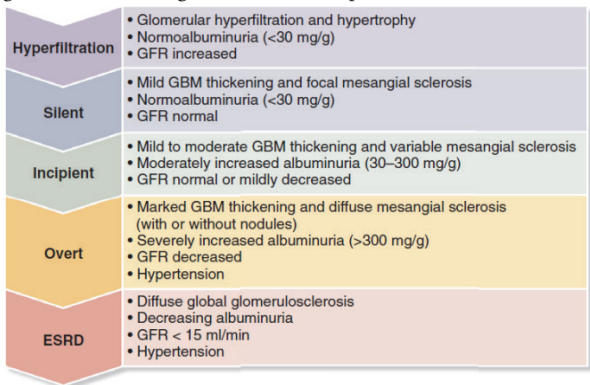 Hyperfiltration
• Glomerular hyperfiltration and hypertrophy
• Normoalbuminuria (<30 mg/g)
• GFR increased
Silent
• Mild GBM thickening and focal mesangial sclerosis
• Normoalbuminuria (<30 mg/g)
• GFR normal
Incipient
• Mild to moderate GBM thickening and variable mesangial sclerosis
• Moderately increased albuminuria (30–300 mg/g)
• GFR normal or mildly decreased
Overt
• Marked GBM thickening and diffuse mesangial sclerosis
(with or without nodules)
• Severely increased albuminuria (>300 mg/g)
• GFR decreased
• Hypertension
ESRD
• Diffuse global glomerulosclerosis
• Decreasing albuminuria
• GFR < 15 ml/min
• Hypertension